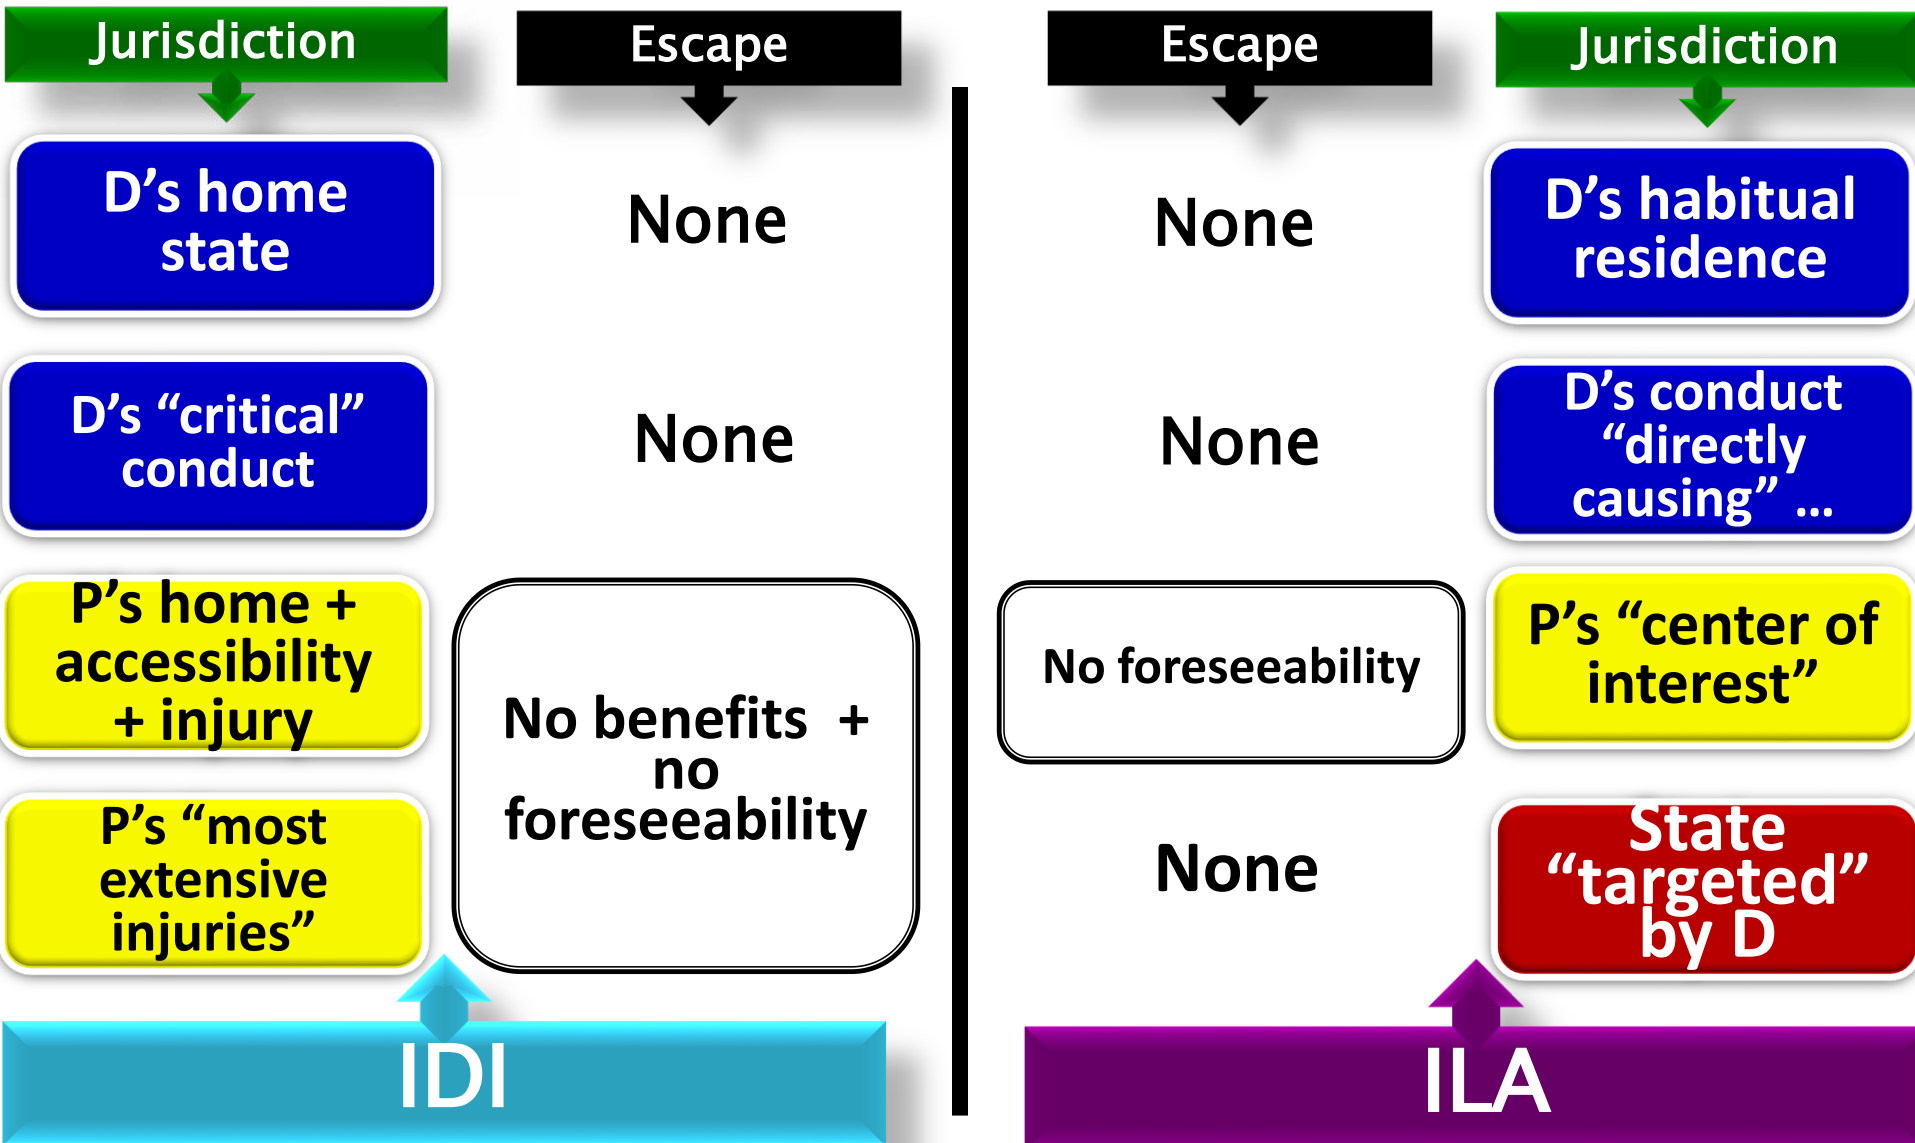 Jurisdiction
Escape
Escape
Jurisdiction
D’s home
state
None
None
D’s habitual
residence
D’s “critical”
conduct
None
None
D’s conduct
“directly
causing” ...
P’s home +
accessibility
+ injury
No benefits +
no
foreseeability
No foreseeability
P’s “center of
interest”
P’s “most
extensive
injuries”
None
State
“targeted”
by D
IDI
ILA